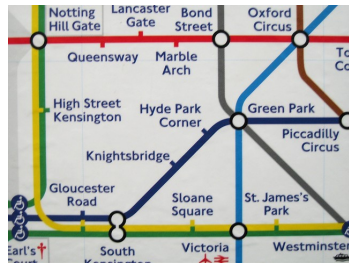 Notting
Hill Gate
Lancaster
Gate
Bond
Street
Oxford
Circus
Queensway
Marble
Arch
High Street
Kensington
Hyde Park
Corner
Green Park
Piccadilly
Circus
Knightsbridge
Gloucester
Road
Sloane
Square
St. James's
Park
Earl's
South
Victoria
Westminster